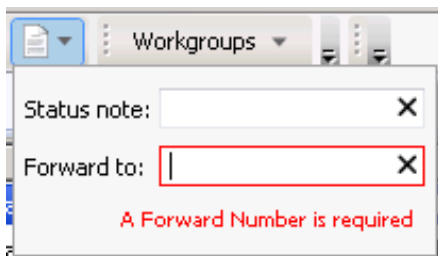 Workgroups
Status note:
Forward to:
A Forward Number is required